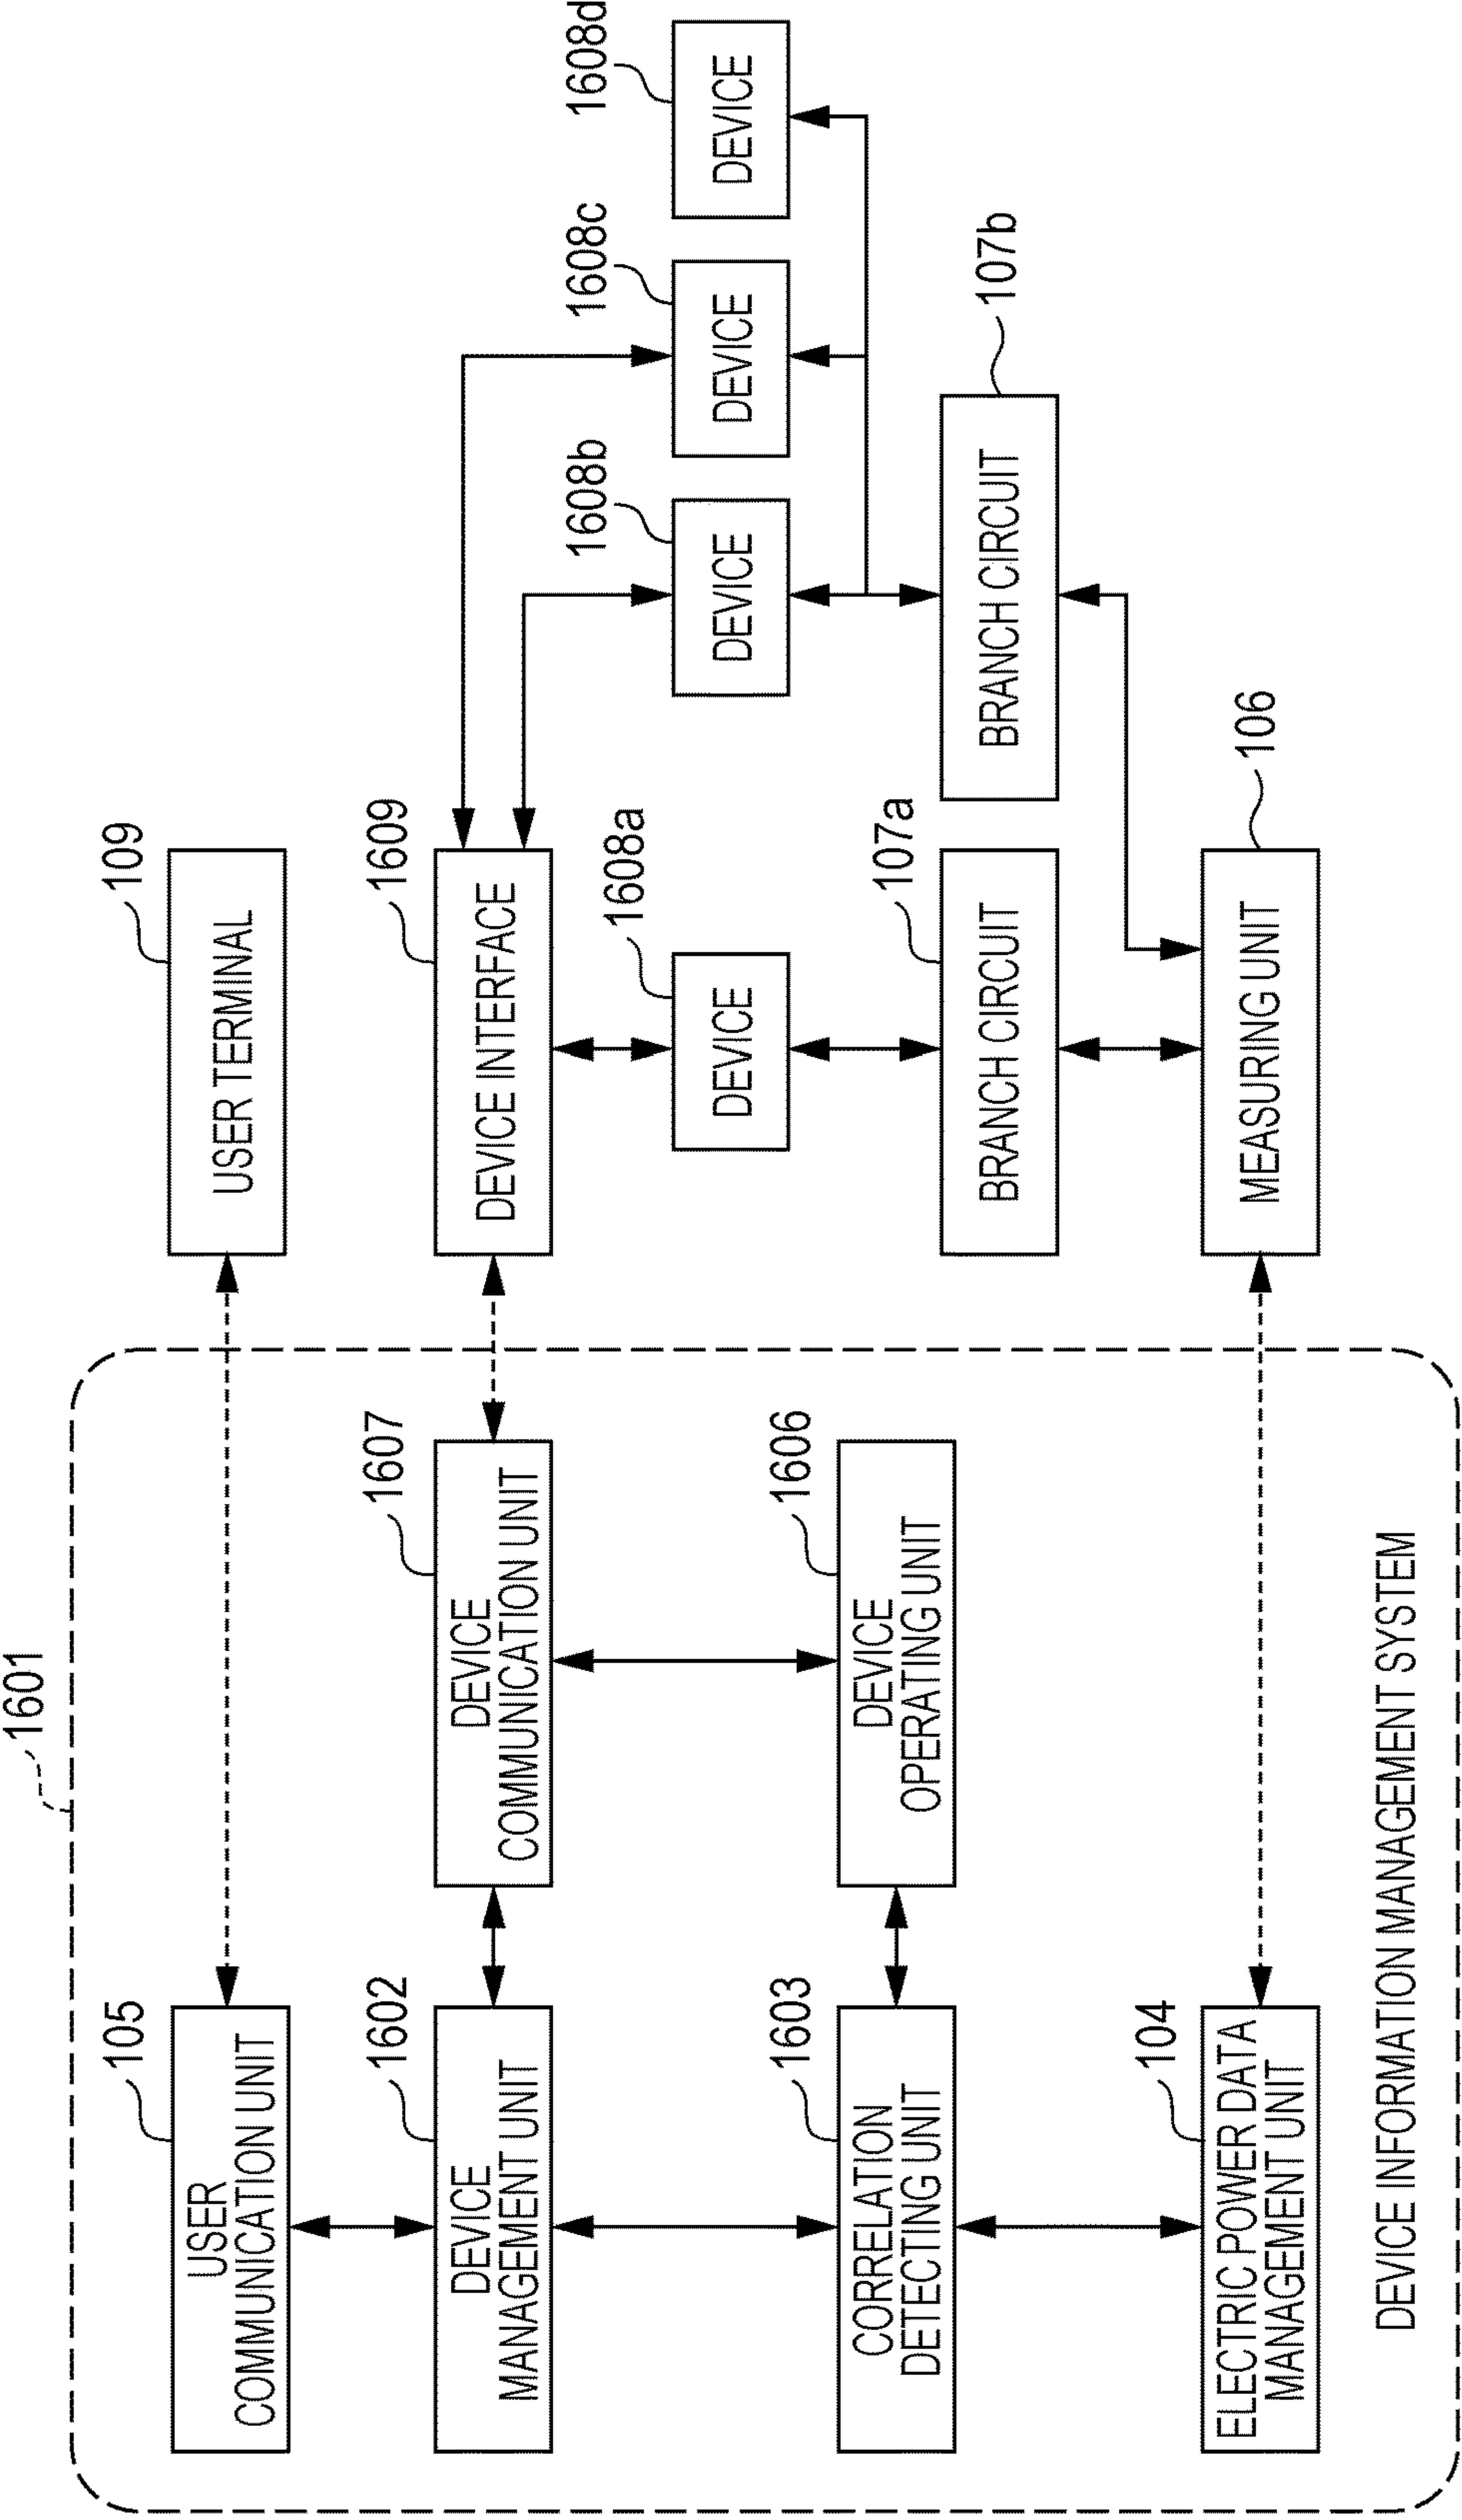 1601
105
USER
COMMUNICATION UNIT
109
USER TERMINAL
1602
DEVICE
MANAGEMENT UNIT
1607
DEVICE
COMMUNICATION UNIT
1609
DEVICE INTERFACE
1608a
DEVICE
1608b
DEVICE
1608c
DEVICE
1608d
DEVICE
1603
CORRELATION
DETECTING UNIT
1606
DEVICE
OPERATING UNIT
107a
BRANCH CIRCUIT
107b
BRANCH CIRCUIT
104
ELECTRIC POWER DATA
MANAGEMENT UNIT
106
MEASURING UNIT
DEVICE INFORMATION MANAGEMENT SYSTEM